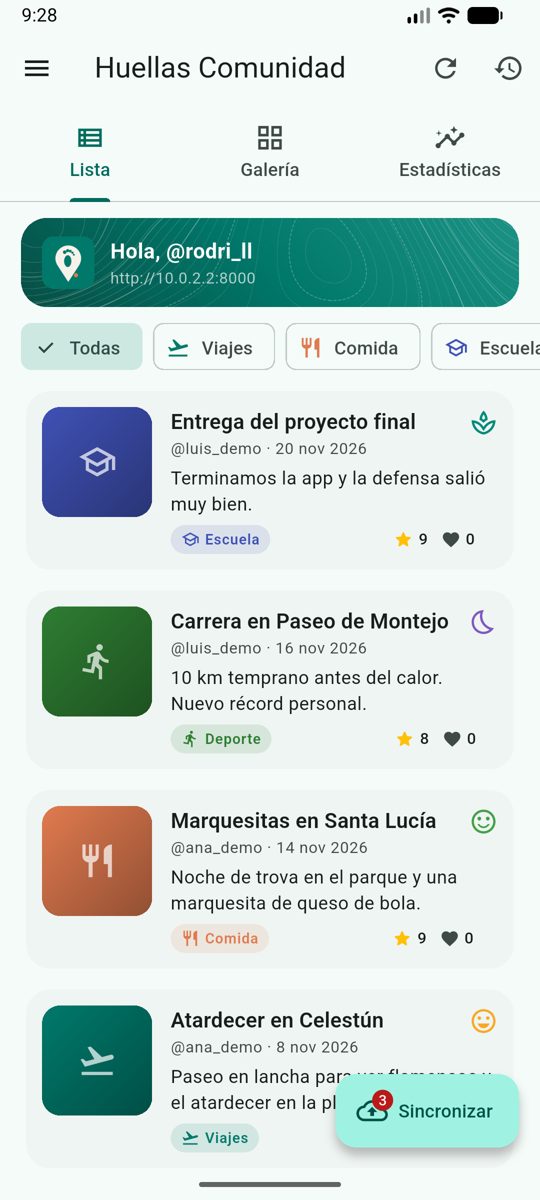 9:28
Huellas Comunidad
Lista
Galería
Estadísticas
Hola, @rodri_ll
http://10.0.2.2:8000
Todas
Viajes
Comida
Escuela
Entrega del proyecto final
@luis_demo · 20 nov 2026
Terminamos la app y la defensa salió
muy bien.
Escuela
9
0
Carrera en Paseo de Montejo
@luis_demo · 16 nov 2026
10 km temprano antes del calor.
Nuevo récord personal.
Deporte
8
0
Marquesitas en Santa Lucía
@ana_demo · 14 nov 2026
Noche de trova en el parque y una
marquesita de queso de bola.
Comida
9
0
Atardecer en Celestún
@ana_demo · 8 nov 2026
Paseo en lancha para ver flamencos y
el atardecer en la
Viajes
3
Sincronizar